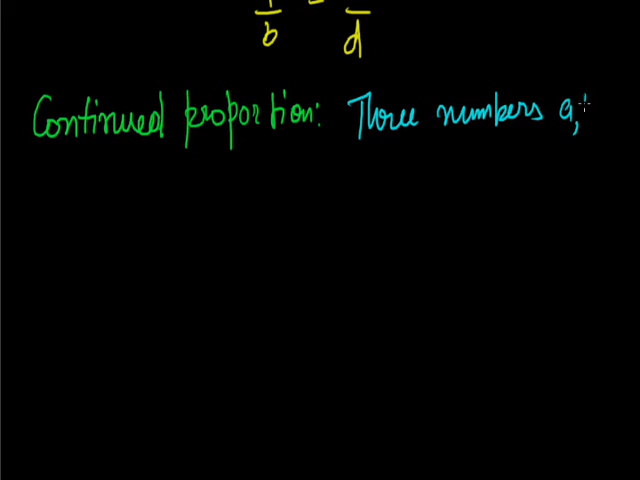 b = d
Continued proportion: Three numbers a,